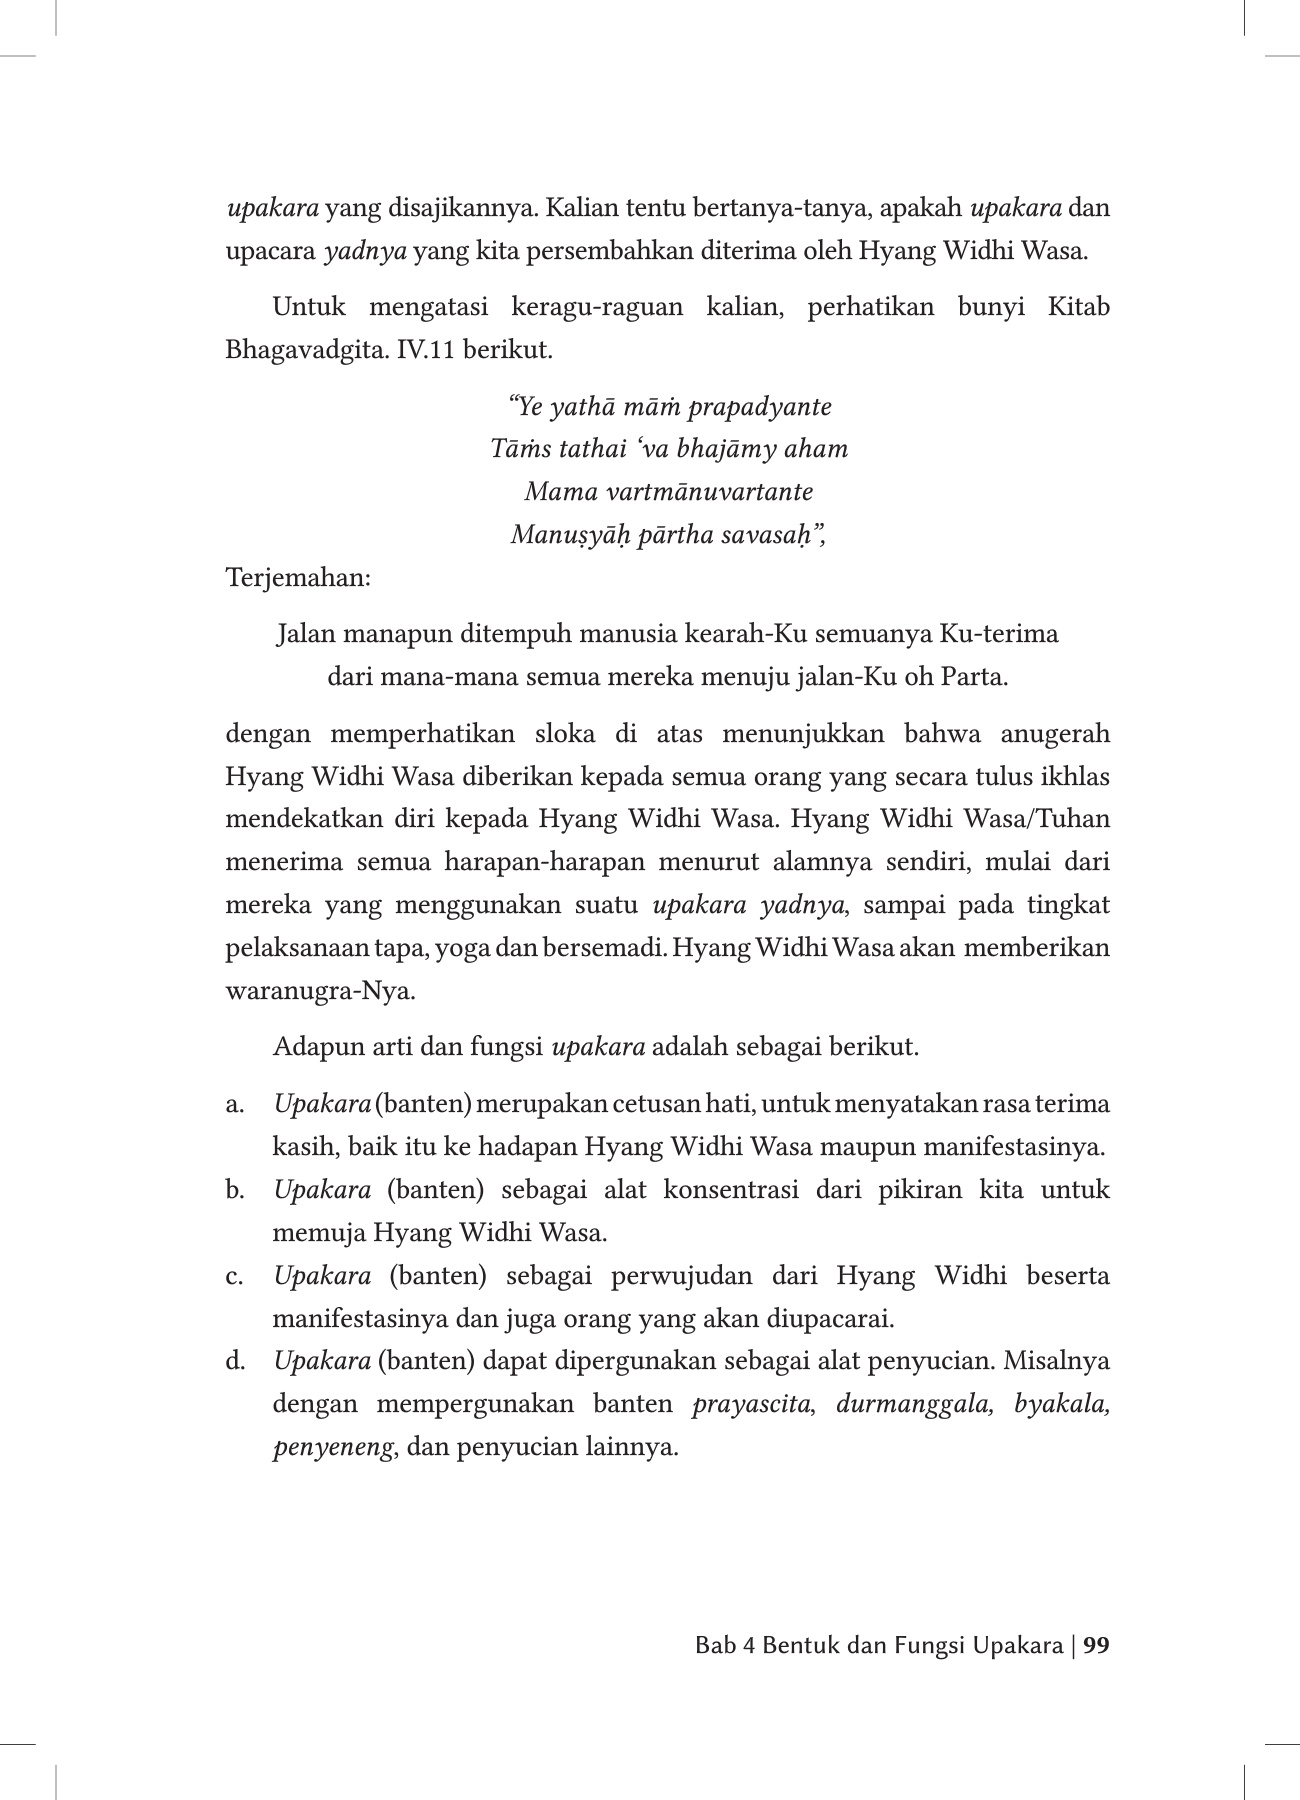 upakara yang disajikannya. Kalian tentu bertanya-tanya, apakah upakara dan
upacara yadnya yang kita persembahkan diterima oleh Hyang Widhi Wasa.
Untuk mengatasi keragu-raguan kalian, perhatikan bunyi Kitab
Bhagavadgita. IV.11 berikut.
“Ye yathā māṁ prapadyante
Tāṁs tathai ‘va bhajāmy aham
Mama vartmānuvartante
Manuṣyāḥ pārtha savasaḥ”,
Terjemahan:
Jalan manapun ditempuh manusia kearah-Ku semuanya Ku-terima
dari mana-mana semua mereka menuju jalan-Ku oh Parta.
dengan memperhatikan sloka di atas menunjukkan bahwa anugerah
Hyang Widhi Wasa diberikan kepada semua orang yang secara tulus ikhlas
mendekatkan diri kepada Hyang Widhi Wasa. Hyang Widhi Wasa/Tuhan
menerima semua harapan-harapan menurut alamnya sendiri, mulai dari
mereka yang menggunakan suatu upakara yadnya, sampai pada tingkat
pelaksanaan tapa, yoga dan bersemadi. Hyang Widhi Wasa akan memberikan
waranugra-Nya.
Adapun arti dan fungsi upakara adalah sebagai berikut.
a. Upakara (banten) merupakan cetusan hati, untuk menyatakan rasa terima
kasih, baik itu ke hadapan Hyang Widhi Wasa maupun manifestasinya.
b. Upakara (banten) sebagai alat konsentrasi dari pikiran kita untuk
memuja Hyang Widhi Wasa.
c. Upakara (banten) sebagai perwujudan dari Hyang Widhi beserta
manifestasinya dan juga orang yang akan diupacarai.
d. Upakara (banten) dapat dipergunakan sebagai alat penyucian. Misalnya
dengan mempergunakan banten prayascita, durmanggala, byakala,
penyeneng, dan penyucian lainnya.
Bab 4 Bentuk dan Fungsi Upakara | 99